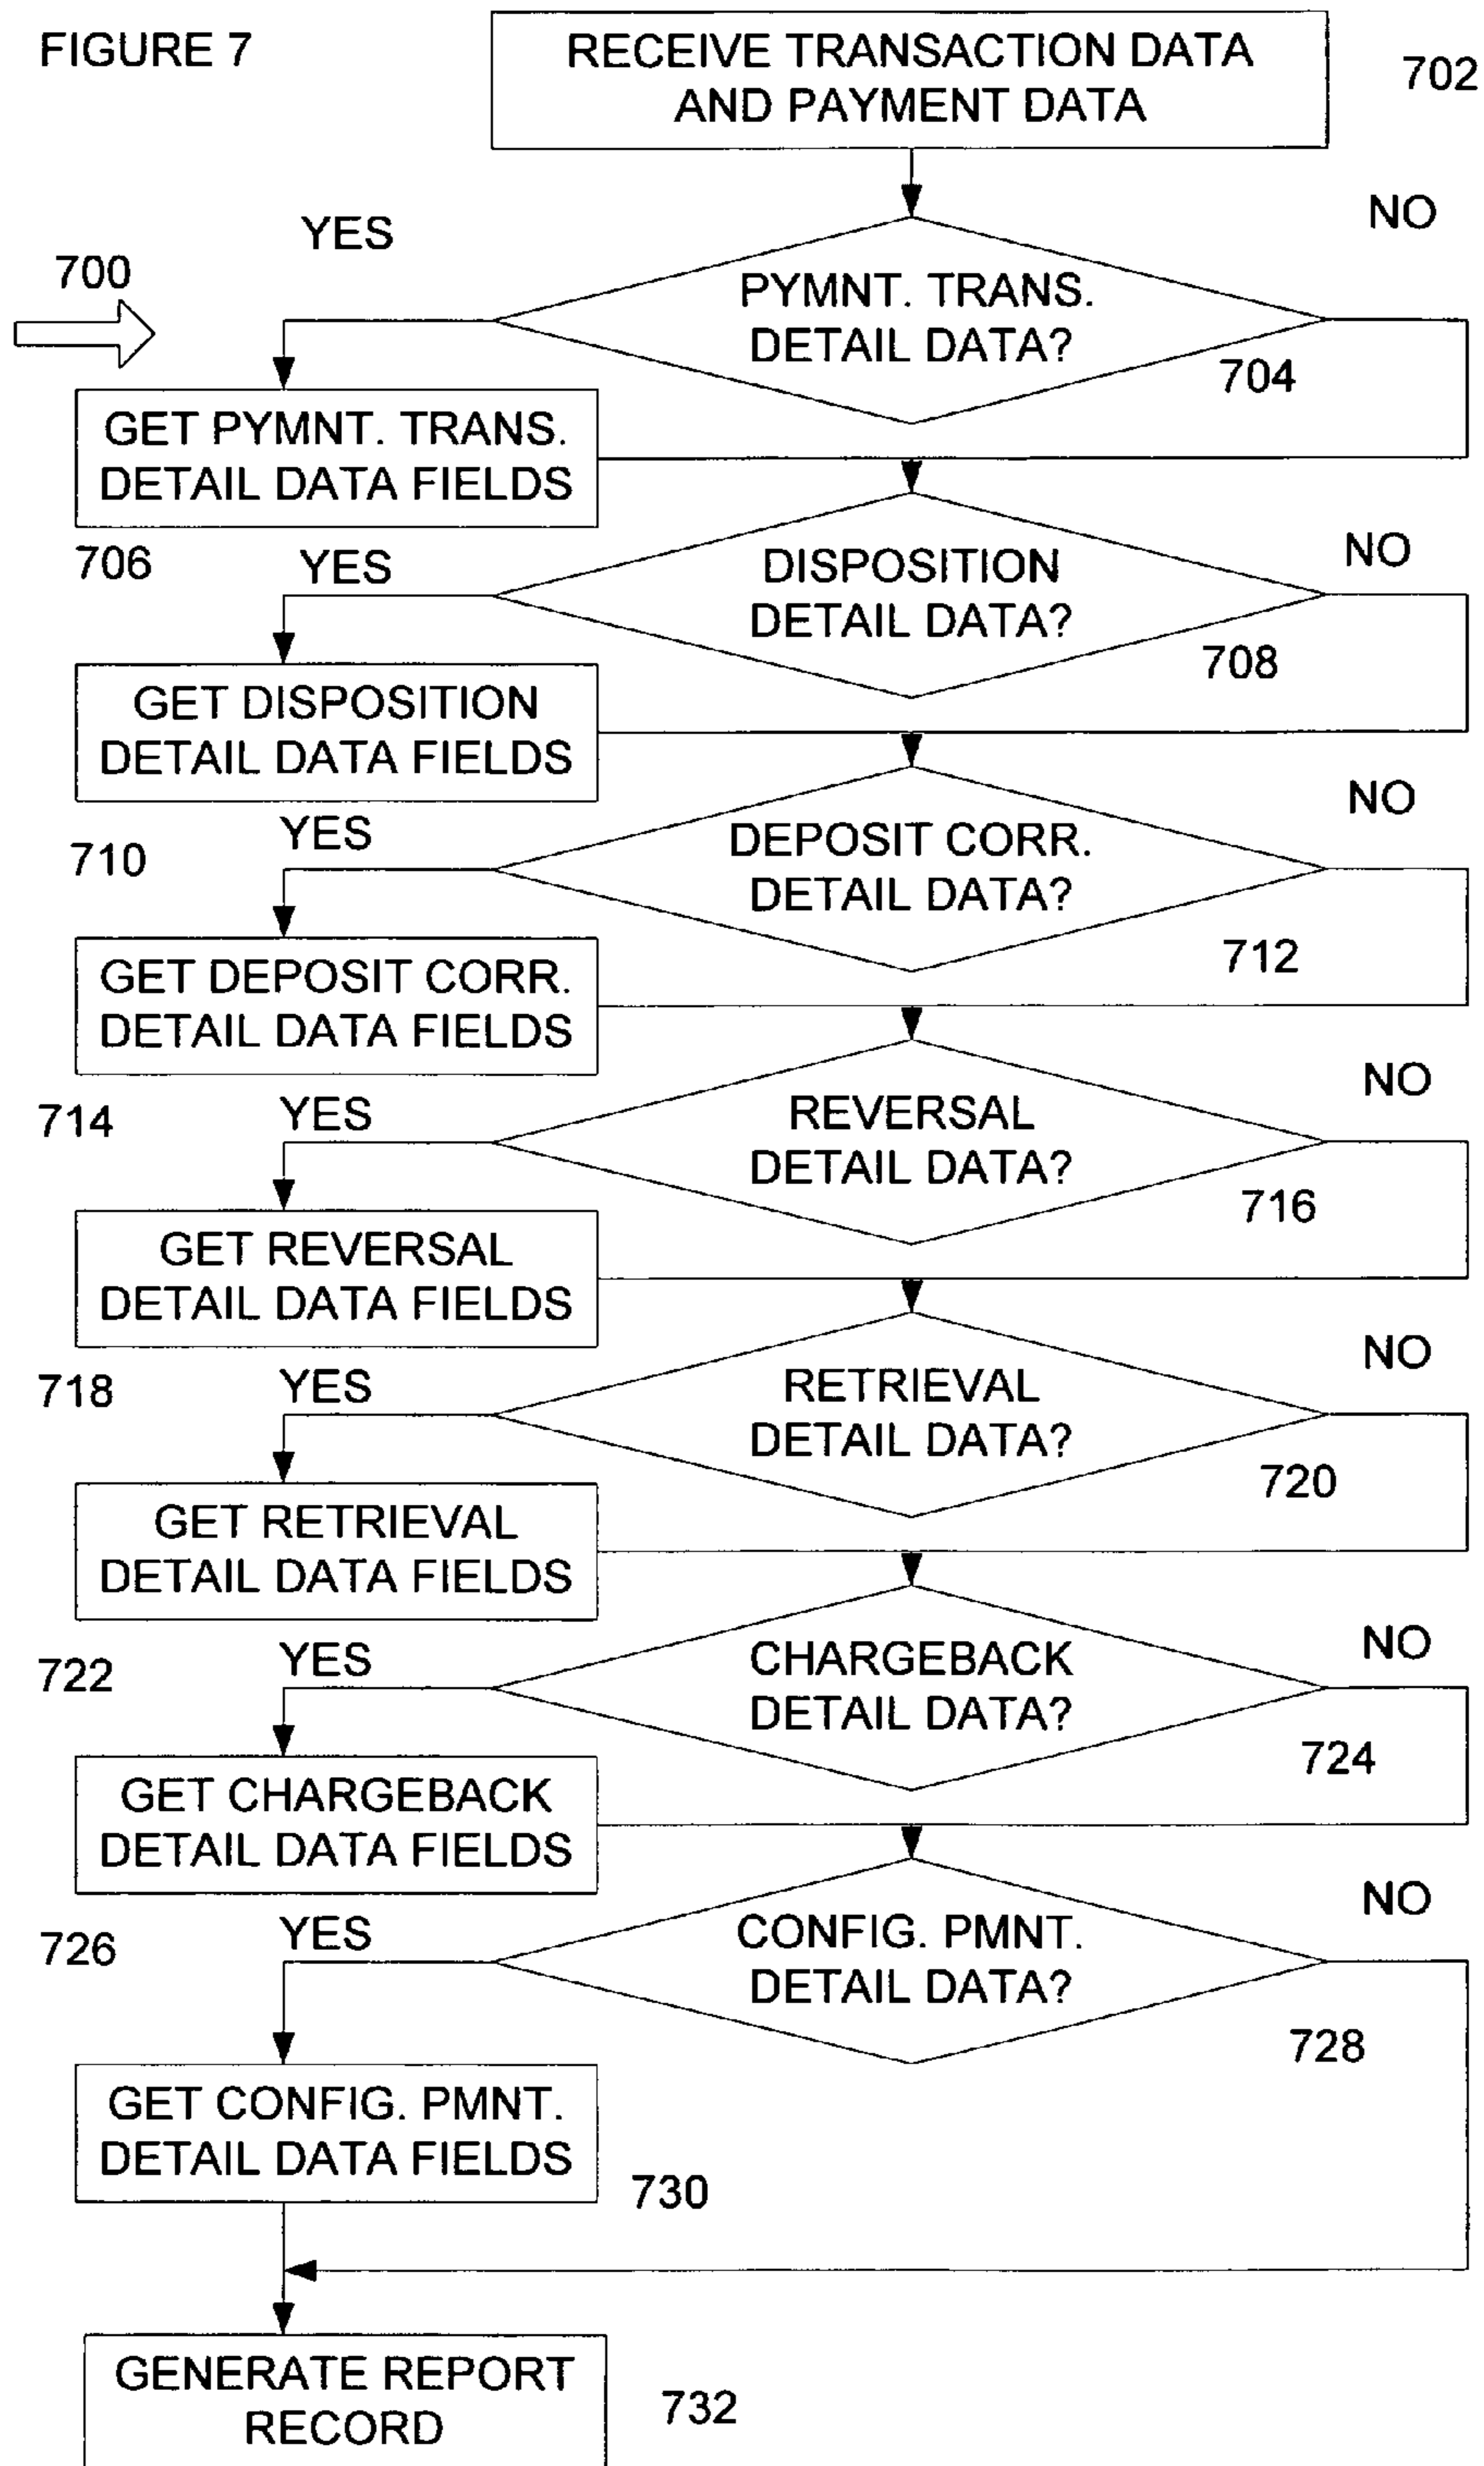 FIGURE 7
RECEIVE TRANSACTION DATA
AND PAYMENT DATA
702
YES
NO
700
PYMNT. TRANS.
DETAIL DATA?
704
GET PYMNT. TRANS.
DETAIL DATA FIELDS
706
YES
NO
DISPOSITION
DETAIL DATA?
708
GET DISPOSITION
DETAIL DATA FIELDS
710
YES
NO
DEPOSIT CORR.
DETAIL DATA?
712
GET DEPOSIT CORR.
DETAIL DATA FIELDS
714
YES
NO
REVERSAL
DETAIL DATA?
716
GET REVERSAL
DETAIL DATA FIELDS
718
YES
NO
RETRIEVAL
DETAIL DATA?
720
GET RETRIEVAL
DETAIL DATA FIELDS
722
YES
NO
CHARGEBACK
DETAIL DATA?
724
GET CHARGEBACK
DETAIL DATA FIELDS
726
YES
NO
CONFIG. PMNT.
DETAIL DATA?
728
GET CONFIG. PMNT.
DETAIL DATA FIELDS
730
GENERATE REPORT
RECORD
732